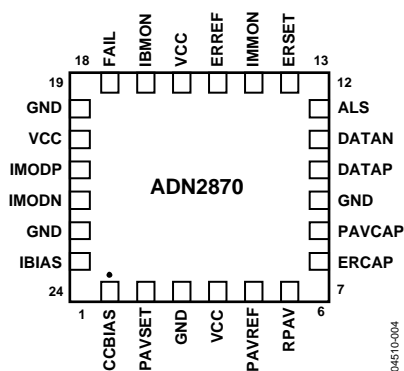 18
FAIL
IBMON
VCC
ERREF
IMMON
ERSET
13
19
12
GND
VCC
IMODP
IMODN
GND
IBIAS
ADN2870
ALS
DATAN
DATAP
GND
PAVCAP
ERCAP
24
7
1
CCBIAS
PAVSET
GND
VCC
PAVREF
RPAV
6
04510-004